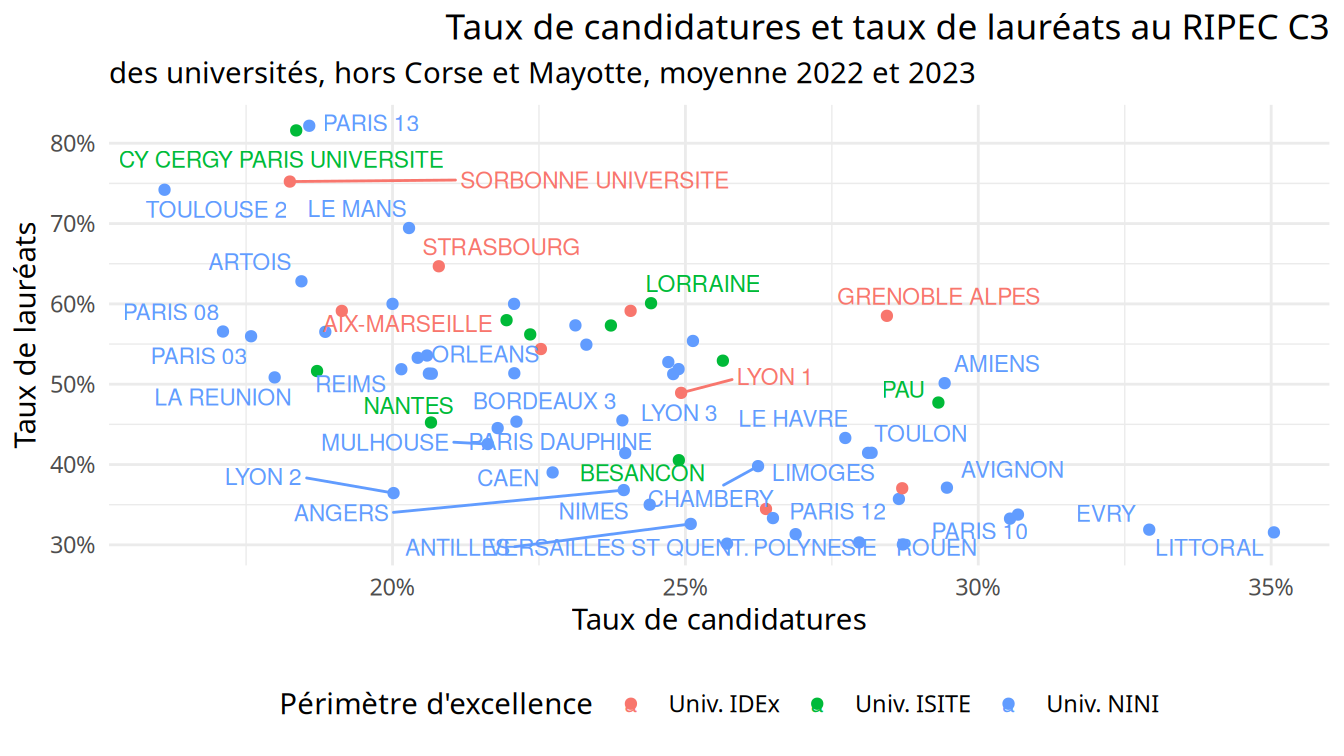 Taux de candidatures et taux de lauréats au RIPEC C3
des universités, hors Corse et Mayotte, moyenne 2022 et 2023
Taux de lauréats
80%
70%
60%
50%
40%
30%
PARIS 13
CY CERGY PARIS UNIVERSITE
SORBONNE UNIVERSITE
TOULOUSE 2
LE MANS
STRASBOURG
ARTOIS
LORRAINE
GRENOBLE ALPES
PARIS 08
AIX-MARSEILLE
PARIS 03
ORLEANS
AMIENS
LYON 1
REIMS
PAU
LA REUNION
NANTES
BORDEAUX 3
LYON 3
LE HAVRE
TOULON
MULHOUSE
PARIS DAUPHINE
LYON 2
CAEN
BESANCON
LIMOGES
AVIGNON
CHAMBERY
ANGERS
NIMES
PARIS 12
EVRY
PARIS 10
ANTILLES
VERSAILLES ST QUENT.
POLYNESIE
ROUEN
LITTORAL
20%
25%
30%
35%
Taux de candidatures
Périmètre d'excellence
Univ. IDEx
Univ. ISITE
Univ. NINI